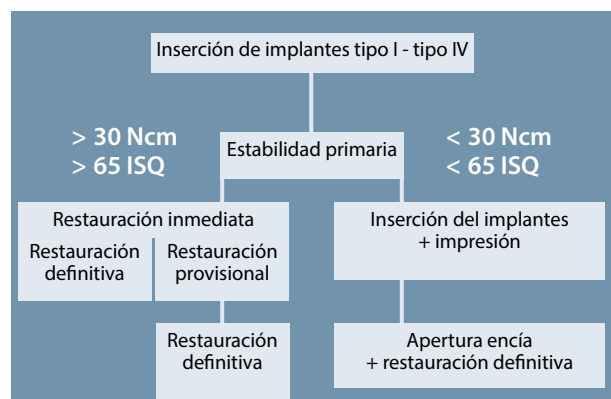 Inserción de implantes tipo I - tipo IV
> 30 Ncm
> 65 ISQ
Estabilidad primaria
< 30 Ncm
< 65 ISQ
Restauración inmediata
Restauración
definitiva
Restauración
provisional
Inserción del implantes
+ impresión
Restauración
definitiva
Apertura encía
+ restauración definitiva